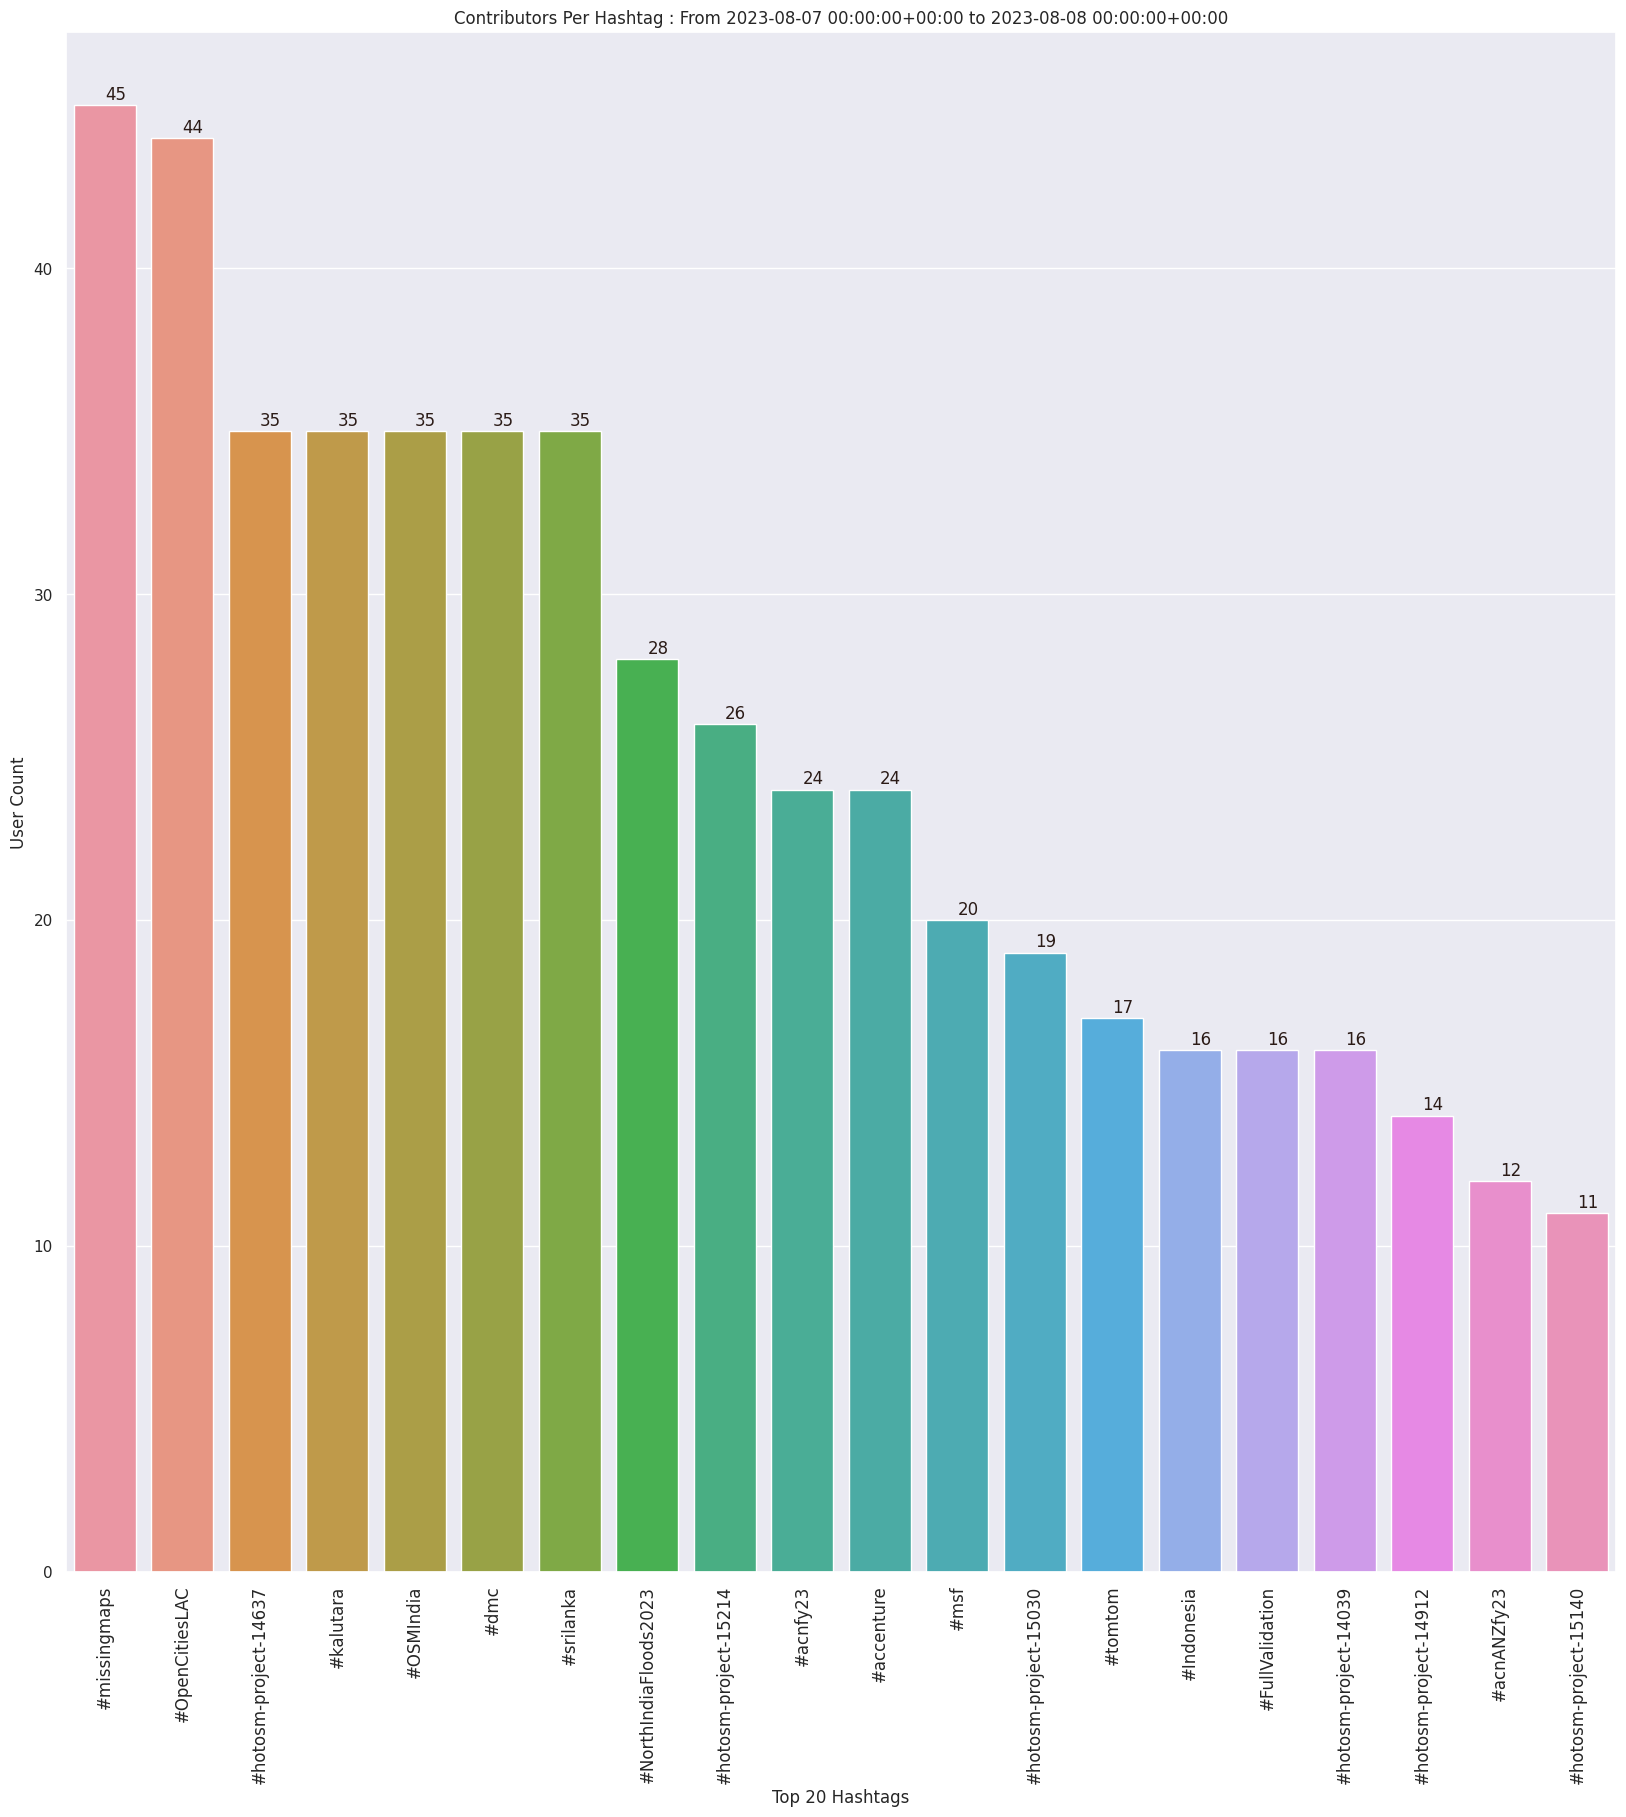 Contributors Per Hashtag : From 2023-08-07 00:00:00+00:00 to 2023-08-08 00:00:00+00:00
User Count
40
30
20
10
0
45
44
35
35
35
35
35
28
26
24
24
20
19
17
16
16
16
14
12
11
#missingmaps
#OpenCitiesLAC
#hotosm-project-14637
#kalutara
#OSMIndia
#dmc
#srilanka
#NorthIndiaFloods2023
#hotosm-project-15214
#acnfy23
#accenture
#msf
#hotosm-project-15030
#tomtom
#Indonesia
#FullValidation
#hotosm-project-14039
#hotosm-project-14912
#acnANZfy23
#hotosm-project-15140
Top 20 Hashtags